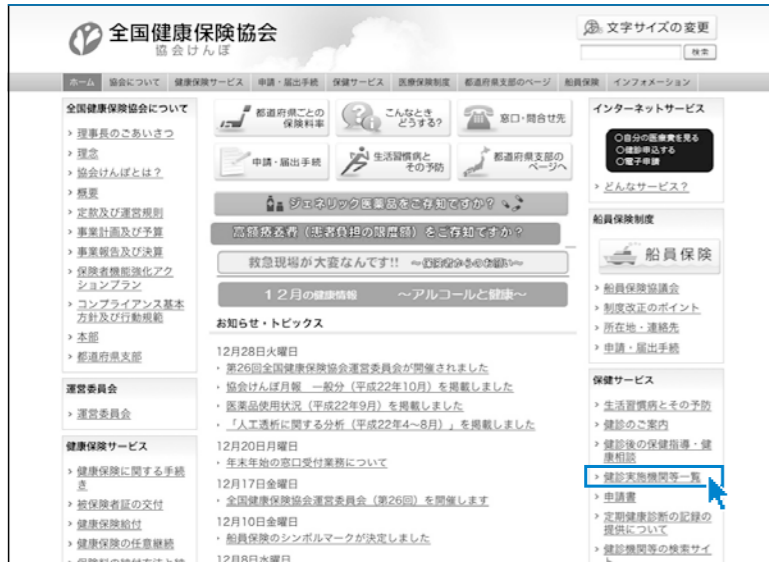 全国健康保険協会
協会けんぽ
文字サイズの変更
検索
ホーム 協会について 健康保険サービス 申請・届出手続 保健サービス 医療保険制度 都道府県支部のページ 船員保険 インフォメーション
全国健康保険協会について
理事長のごあいさつ
理念
協会けんぽとは?
概要
定款及び運営規則
事業計画及び予算
事業報告及び決算
保険者機能強化アク
ションプラン
コンプライアンス基本
方針及び行動規範
本部
都道府県支部
運営委員会
運営委員会
健康保険サービス
健康保険に関する手続
き
被保険者証の交付
健康保険給付
健康保険の任意継続
都道府県ごとの
保険料率
こんなとき
どうする?
窓口・問合せ先
申請・届出手続
生活習慣病と
その予防
都道府県支部の
ページへ
ジェネリック医薬品をご存知ですか?
高額療養費(患者負担の限度額)をご存知ですか?
救急現場が大変なんです!! ~医師会からのお願い~
12月の健康情報 ~アルコールと健康~
お知らせ・トピックス
12月28日火曜日
・第26回全国健康保険協会運営委員会が開催されました
・協会けんぽ月報 一般分(平成22年10月)を掲載しました
・医薬品使用状況(平成22年9月)を掲載しました
・「人工透析に関する分析(平成22年4~8月)」を掲載しました
12月20日月曜日
・年末年始の窓口受付業務について
12月17日金曜日
・全国健康保険協会運営委員会(第26回)を開催します
12月10日金曜日
・船員保険のシンボルマークが決定しました
12月8日水曜日
インターネットサービス
○自分の医療費を見る
○健診申込する
○電子申請
どんなサービス?
船員保険制度
船員保険
船員保険協議会
制度改正のポイント
所在地・連絡先
申請・届出手続
保健サービス
生活習慣病とその予防
健診のご案内
健診後の保健指導・健
康相談
健診実施機関等一覧
申請書
定期健康診断の記録の
提供について
健診機関等の検索サイ